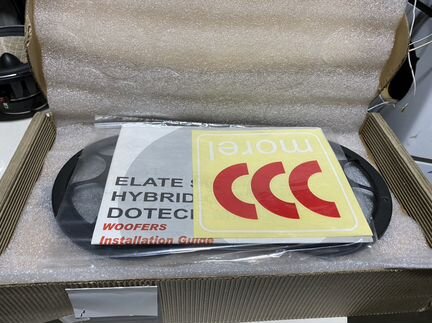 morel
ELATE S
HYBRID
DOTECH
WOOFERS
Installation Guide